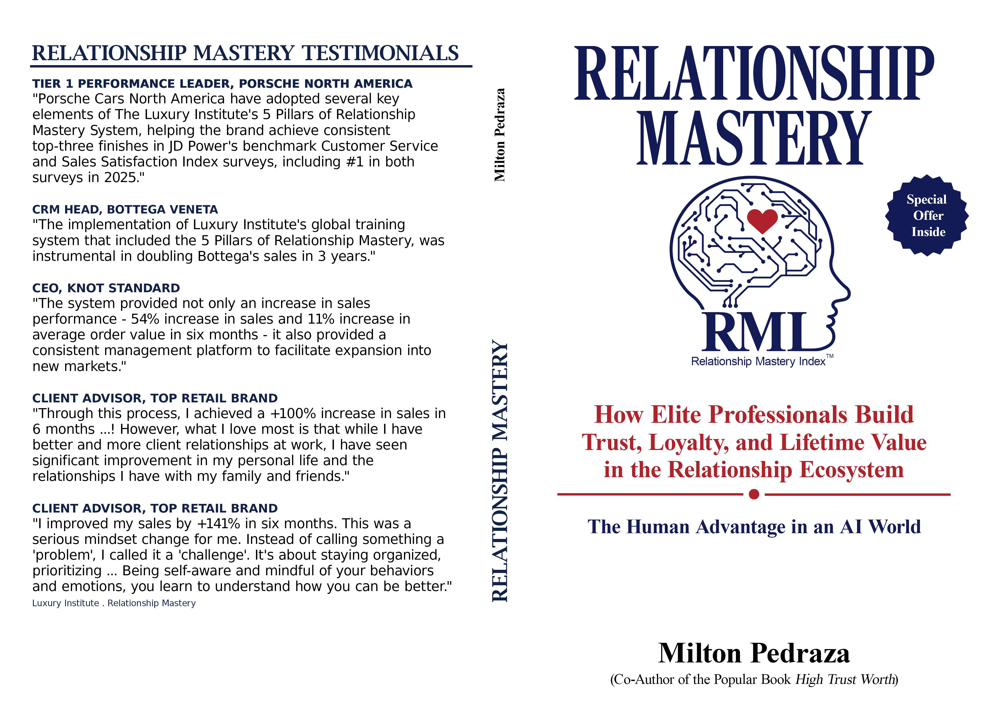 RELATIONSHIP MASTERY TESTIMONIALS
TIER 1 PERFORMANCE LEADER, PORSCHE NORTH AMERICA
"Porsche Cars North America have adopted several key
elements of The Luxury Institute's 5 Pillars of Relationship
Mastery System, helping the brand achieve consistent
top-three finishes in JD Power's benchmark Customer Service
and Sales Satisfaction Index surveys, including #1 in both
surveys in 2025."
CRM HEAD, BOTTEGA VENETA
"The implementation of Luxury Institute's global training
system that included the 5 Pillars of Relationship Mastery, was
instrumental in doubling Bottega's sales in 3 years."
CEO, KNOT STANDARD
"The system provided not only an increase in sales
performance - 54% increase in sales and 11% increase in
average order value in six months - it also provided a
consistent management platform to facilitate expansion into
new markets."
CLIENT ADVISOR, TOP RETAIL BRAND
"Through this process, I achieved a +100% increase in sales in
6 months ...! However, what I love most is that while I have
better and more client relationships at work, I have seen
significant improvement in my personal life and the
relationships I have with my family and friends."
CLIENT ADVISOR, TOP RETAIL BRAND
"I improved my sales by +141% in six months. This was a
serious mindset change for me. Instead of calling something a
'problem', I called it a 'challenge'. It's about staying organized,
prioritizing ... Being self-aware and mindful of your behaviors
and emotions, you learn to understand how you can be better."
Luxury Institute . Relationship Mastery
Milton Pedraza
RELATIONSHIP MASTERY
RELATIONSHIP
MASTERY
Special
Offer
Inside
RMI
Relationship Mastery Index™
How Elite Professionals Build
Trust, Loyalty, and Lifetime Value
in the Relationship Ecosystem
The Human Advantage in an AI World
Milton Pedraza
(Co-Author of the Popular Book High Trust Worth)